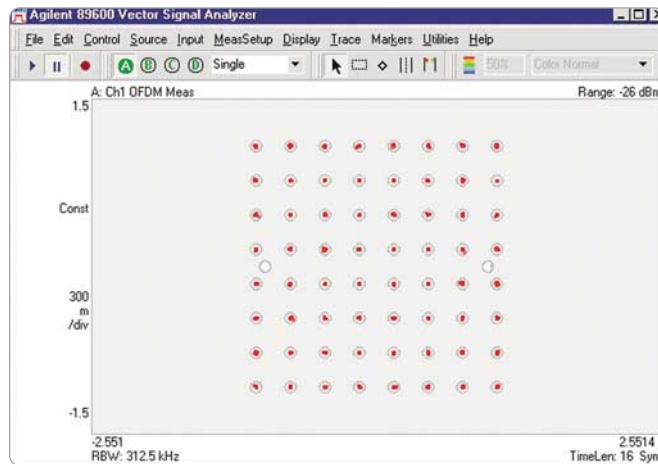 Agilent 89600 Vector Signal Analyzer
File Edit Control Source Input MeasSetup Display Trace Markers Utilities Help
A B C D Single 50% Color Normal
A: Ch1 OFDM Meas Range: -26 dBm
1.5
Const
300
m
/div
-1.5
-2.551 2.5514
RBW: 312.5 kHz TimeLen: 16 Sym